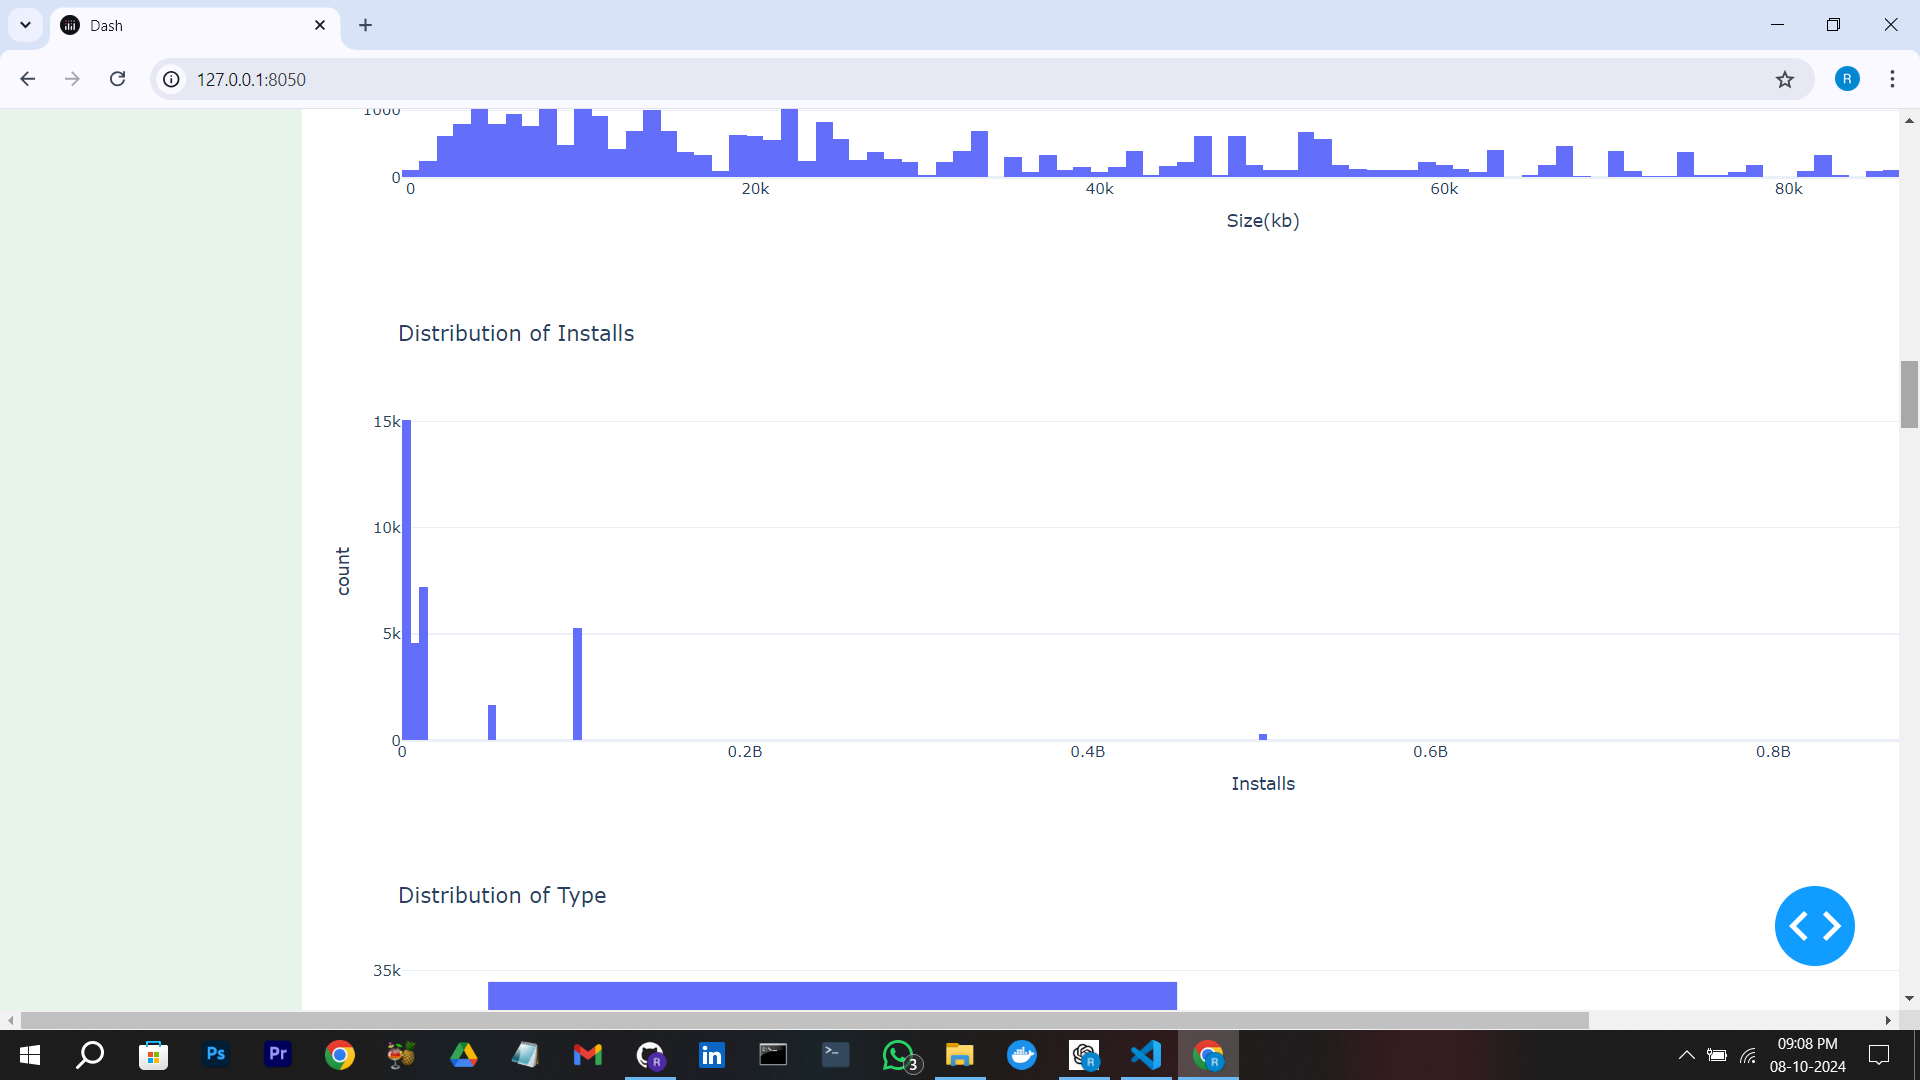 Dash
127.0.0.1:8050
R
1000
0
0 20k 40k 60k 80k
Size(kb)
Distribution of Installs
15k
10k
5k
0
count
0 0.2B 0.4B 0.6B 0.8B
Installs
Distribution of Type
35k
Ps
Pr
R
in
3
R
R
09:08 PM
08-10-2024